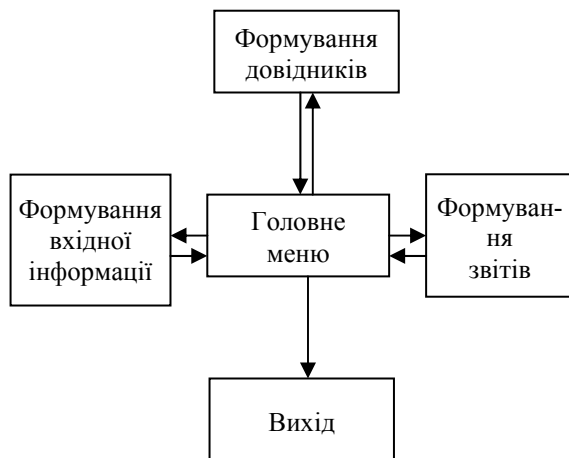 Формування
довідників
Формування
вхідної
інформації
Головне
меню
Формуван-
ня
звітів
Вихід